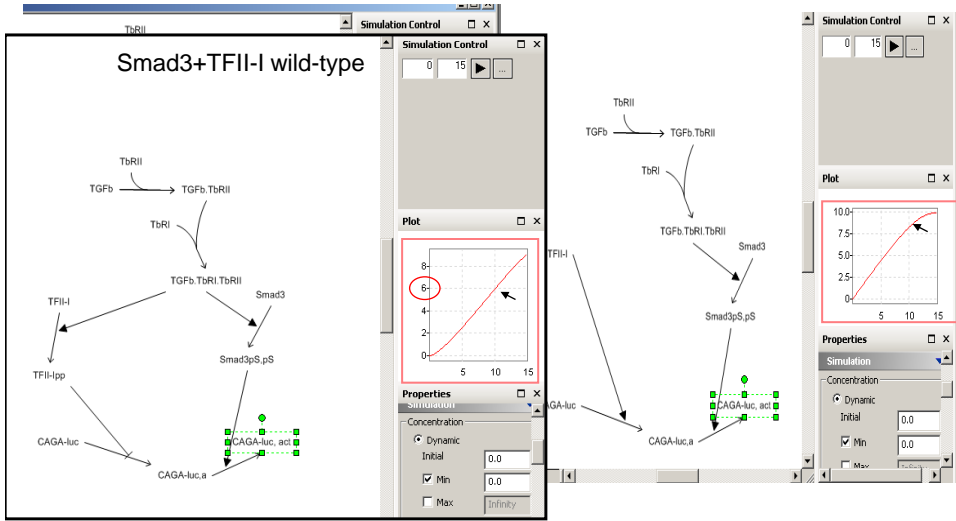 TbRII
Simulation Control
Smad3+TFII-I wild-type
Simulation Control
0 15 ...
TbRII
TGFb TGFb.TbRII
TbRI
TGFb.TbRI.TbRII
TFII-I
Smad3
Smad3pS,pS
TFII-Ipp
CAGA-luc
CAGA-luc, act
CAGA-luc,a
Plot
8
6
4
2
0
5 10 15
Properties
Simulation
Concentration
Dynamic
Initial 0.0
Min 0.0
Max Infinity
Simulation Control
0 15 ...
TbRII
TGFb TGFb.TbRII
TbRI
TGFb.TbRI.TbRII
Smad3
TFII-I
Smad3pS,pS
CAGA-luc, act
AGA-luc
CAGA-luc,a
Plot
10.0
7.5
5.0
2.5
0
5 10 15
Properties
Simulation
Concentration
Dynamic
Initial 0.0
Min 0.0
Max Infinity